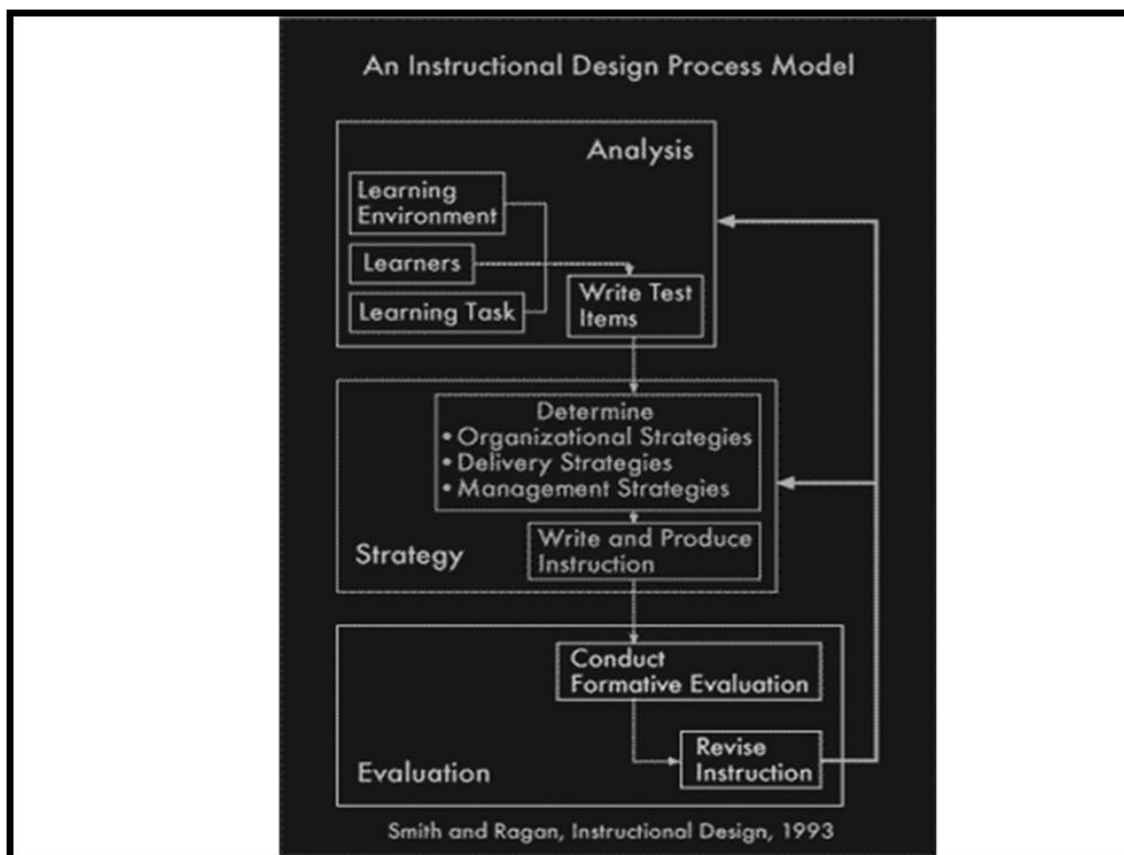 An Instructional Design Process Model
Analysis
Learning
Environment
Learners
Learning Task
Write Test
Items
Determine
• Organizational Strategies
• Delivery Strategies
• Management Strategies
Write and Produce
Instruction
Strategy
Conduct
Formative Evaluation
Revise
Instruction
Evaluation
Smith and Ragan, Instructional Design, 1993